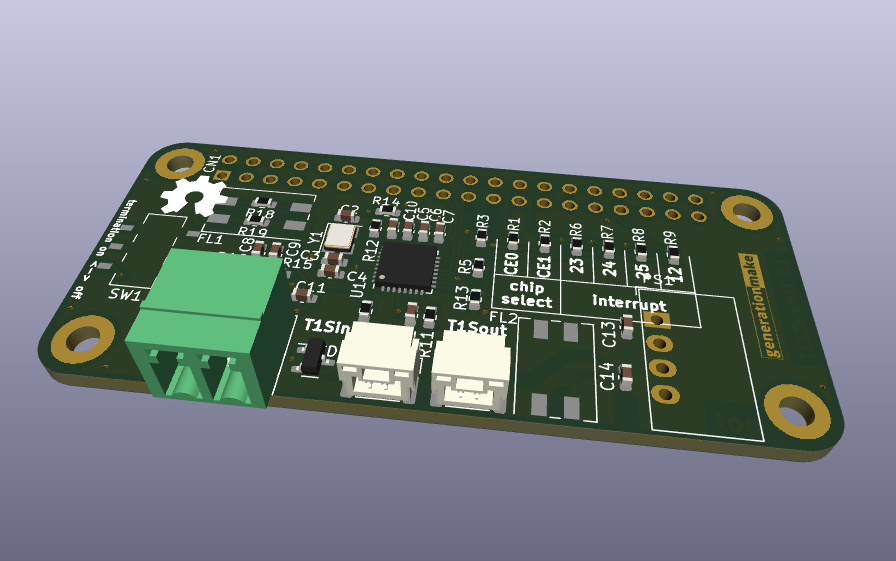 CN1
termination on <-|-> off
SW1
FL1
R18
R19
C8
C9
R15
C11
C2
Y1
C3
C4
R14
R12
C10
C5
C6
C7
U1
R3
R5
R13
R1
R2
R6
R7
R8
R9
CE0
CE1
23
24
25
12
chip
select
interrupt
T1Sin
T1Sout
R11
FL2
C13
C14
generationmake